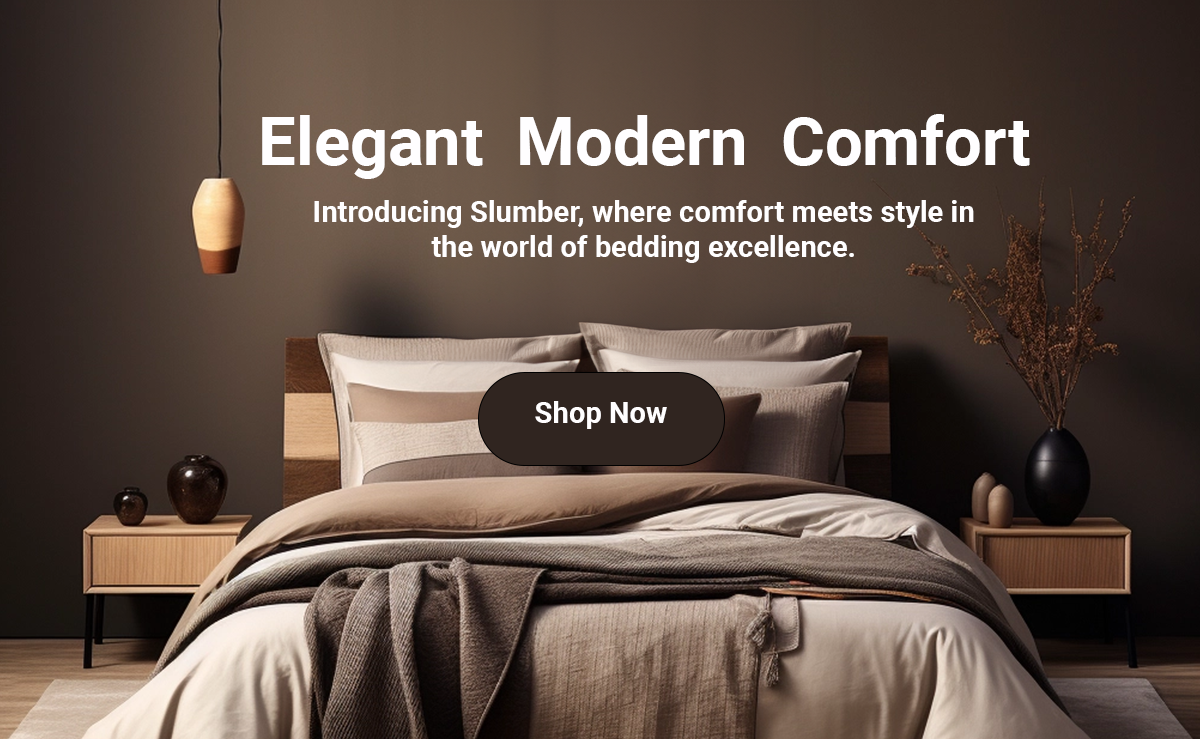 Elegant Modern Comfort
Introducing Slumber, where comfort meets style in
the world of bedding excellence.
Shop Now